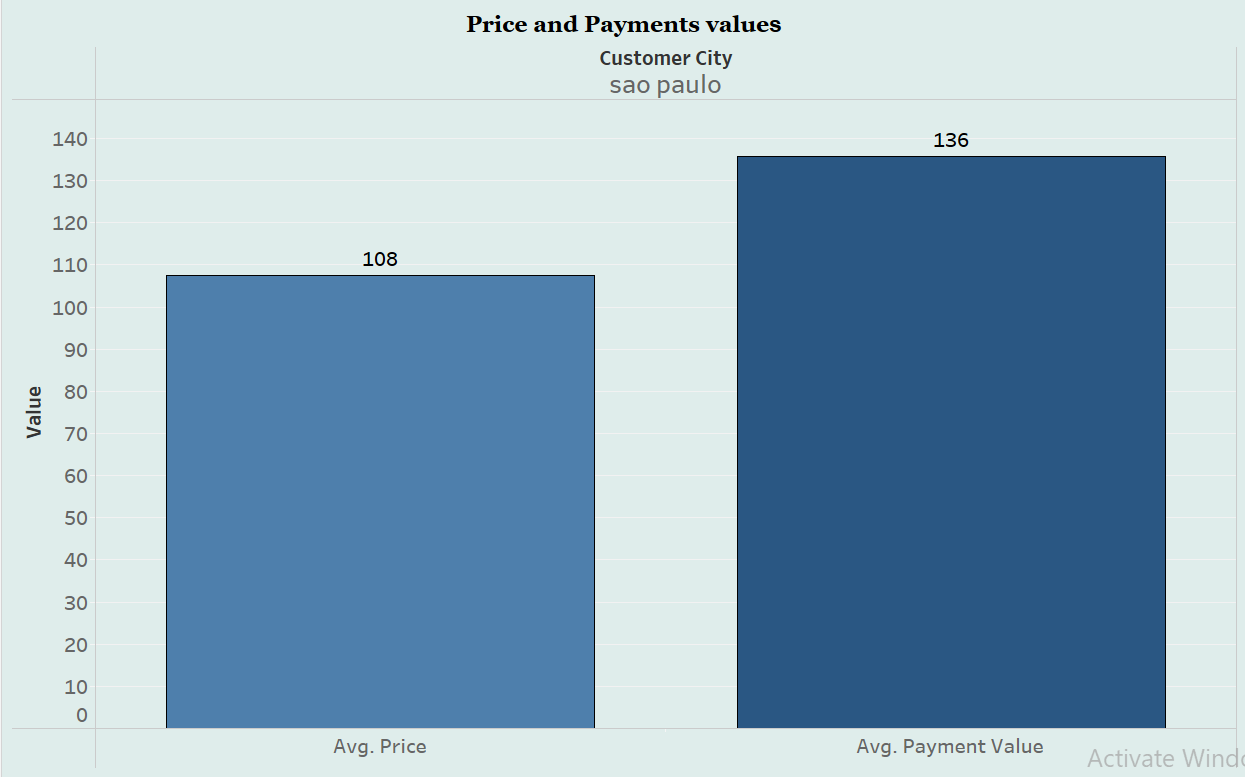 Price and Payments values
Customer City
sao paulo
140
136
130
120
110
108
100
90
80
70
60
50
40
30
20
10
0
Value
Avg. Price
Avg. Payment Value
Activate Windo